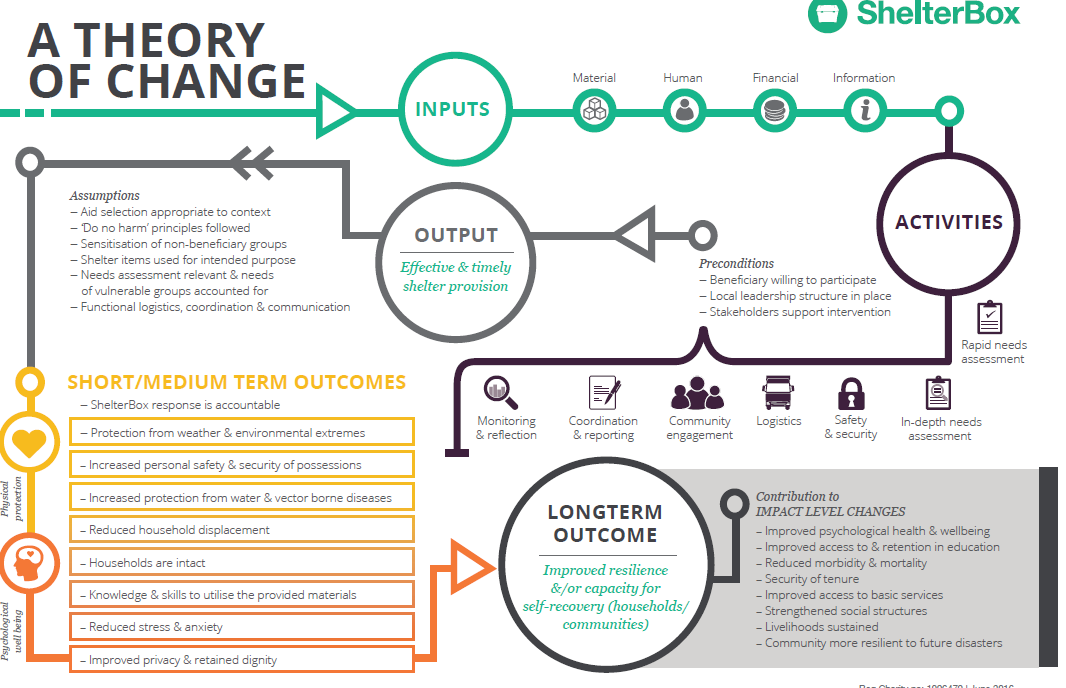 A THEORY
OF CHANGE
ShelterBox
INPUTS
Material
Human
Financial
Information
ACTIVITIES
Rapid needs
assessment
Monitoring
& reflection
Coordination
& reporting
Community
engagement
Logistics
Safety
& security
In-depth needs
assessment
Preconditions
– Beneficiary willing to participate
– Local leadership structure in place
– Stakeholders support intervention
OUTPUT
Effective & timely
shelter provision
Assumptions
– Aid selection appropriate to context
– ‘Do no harm’ principles followed
– Sensitisation of non-beneficiary groups
– Shelter items used for intended purpose
– Needs assessment relevant & needs
of vulnerable groups accounted for
– Functional logistics, coordination & communication
SHORT/MEDIUM TERM OUTCOMES
– ShelterBox response is accountable
– Protection from weather & environmental extremes
– Increased personal safety & security of possessions
– Increased protection from water & vector borne diseases
– Reduced household displacement
– Households are intact
– Knowledge & skills to utilise the provided materials
– Reduced stress & anxiety
– Improved privacy & retained dignity
Physical
protection
Psychological
well being
LONGTERM
OUTCOME
Improved resilience
&/or capacity for
self-recovery (households/
communities)
Contribution to
IMPACT LEVEL CHANGES
– Improved psychological health & wellbeing
– Improved access to & retention in education
– Reduced morbidity & mortality
– Security of tenure
– Improved access to basic services
– Strengthened social structures
– Livelihoods sustained
– Community more resilient to future disasters